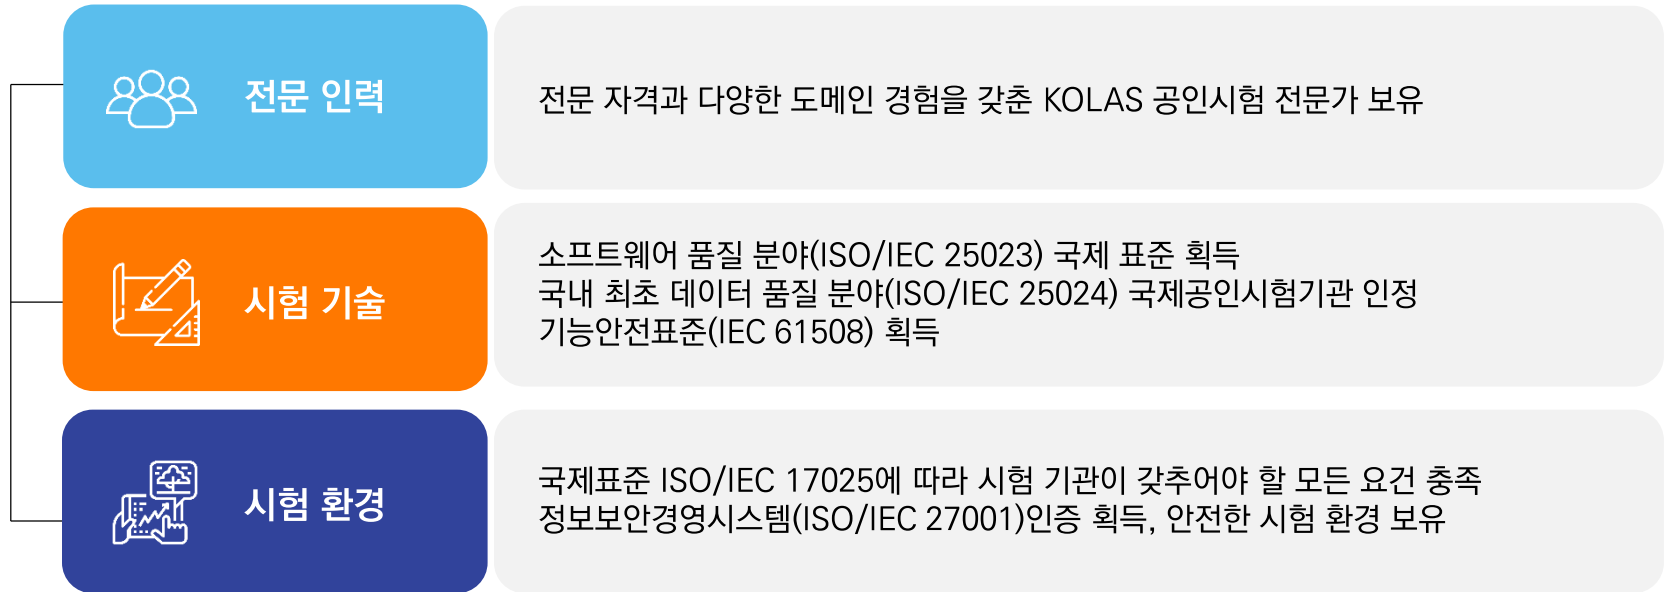 전문 인력
전문 자격과 다양한 도메인 경험을 갖춘 KOLAS 공인시험 전문가 보유
시험 기술
소프트웨어 품질 분야(ISO/IEC 25023) 국제 표준 획득
국내 최초 데이터 품질 분야(ISO/IEC 25024) 국제공인시험기관 인정
기능안전표준(IEC 61508) 획득
시험 환경
국제표준 ISO/IEC 17025에 따라 시험 기관이 갖추어야 할 모든 요건 충족
정보보안경영시스템(ISO/IEC 27001)인증 획득, 안전한 시험 환경 보유